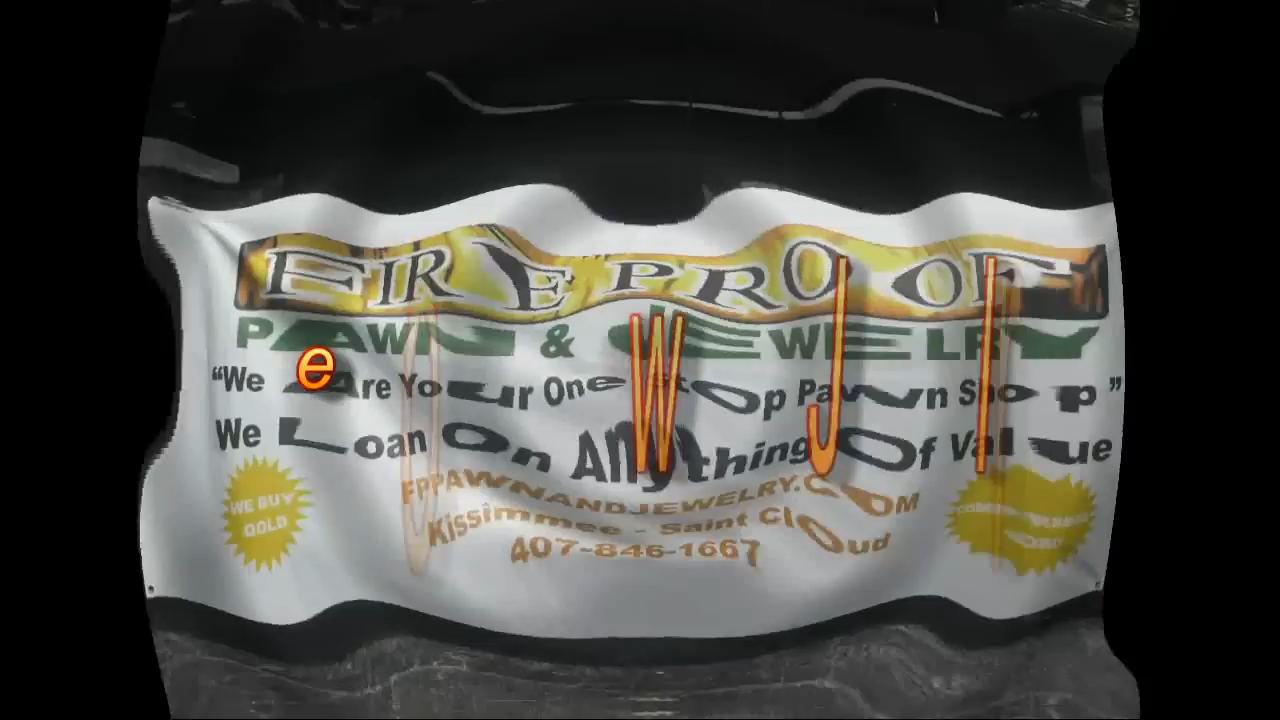 FIREPROOF
PAWN & JEWELRY
“We Are Your One Stop Pawn Shop”
We Loan On Anything Of Value
WE BUY
GOLD
FPPAWNANDJEWELRY.COM
Kissimmee - Saint Cloud
407-846-1667
e W J l